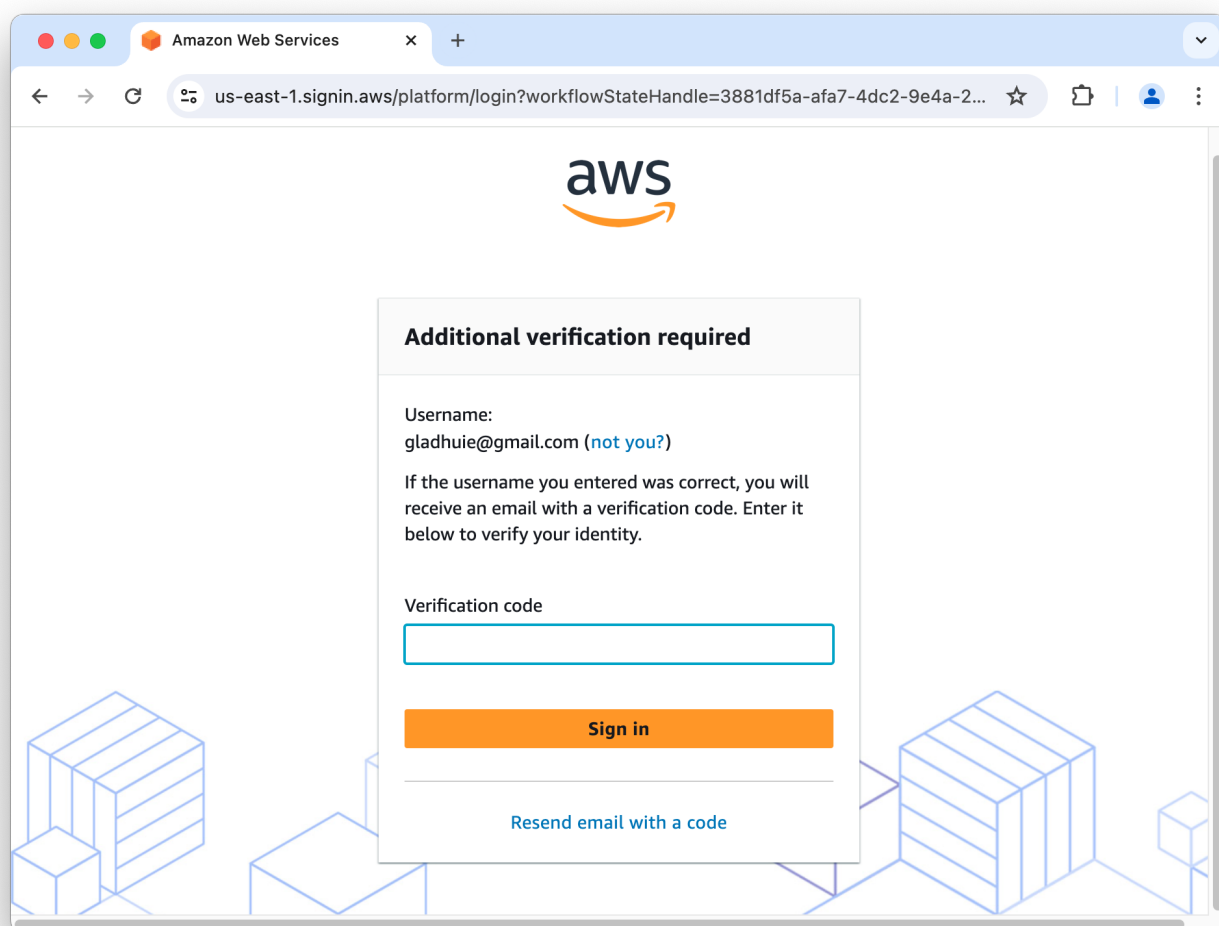 Amazon Web Services
us-east-1.signin.aws/platform/login?workflowStateHandle=3881df5a-afa7-4dc2-9e4a-2...
aws
Additional verification required
Username:
gladhuie@gmail.com (not you?)
If the username you entered was correct, you will
receive an email with a verification code. Enter it
below to verify your identity.
Verification code
Sign in
Resend email with a code